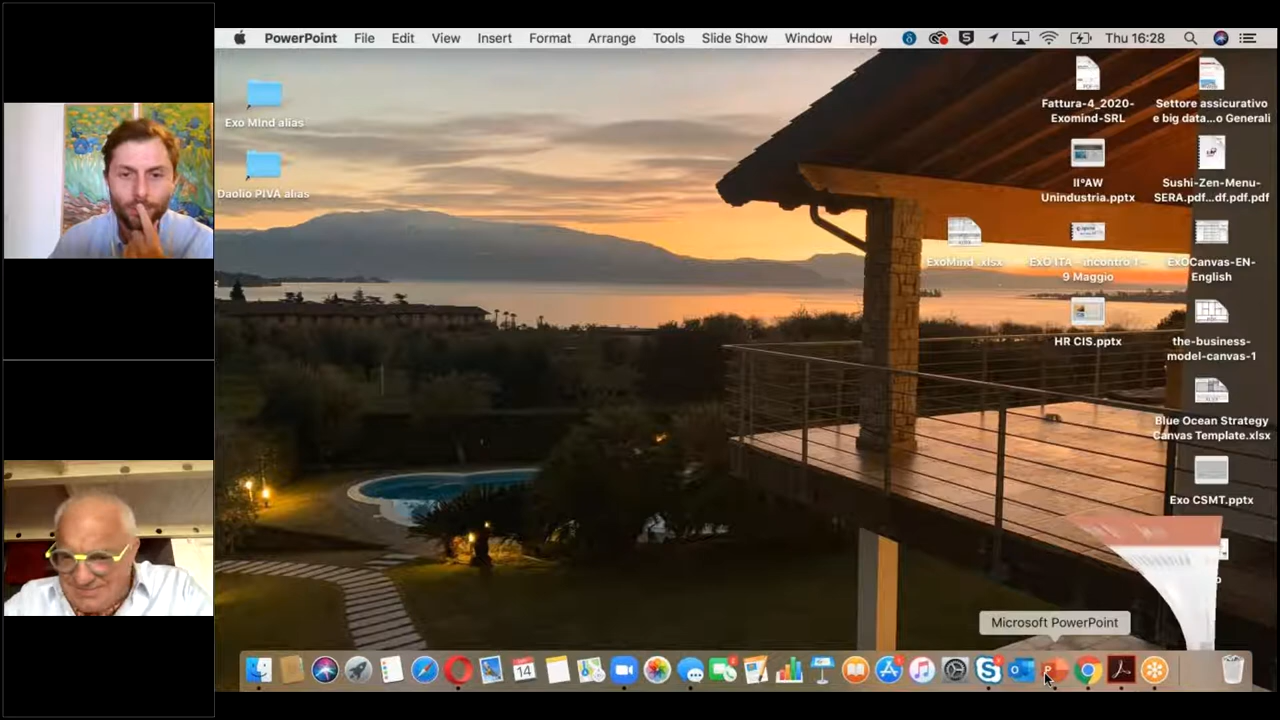 PowerPoint File Edit View Insert Format Arrange Tools Slide Show Window Help Thu 16:28
Exo MInd alias
Daolio PIVA alias
Fattura-4_2020-
Exomind-SRL
Settore assicurativo
e big data...o Generali
II°AW
Unindustria.pptx
Sushi-Zen-Menu-
SERA.pdf...df.pdf.pdf
ExoMind .xlsx
ExO ITA - incontro 1 -
9 Maggio
ExOCanvas-EN-
English
HR CIS.pptx
the-business-
model-canvas-1
Blue Ocean Strategy
Canvas Template.xlsx
Exo CSMT.pptx
Microsoft PowerPoint
14